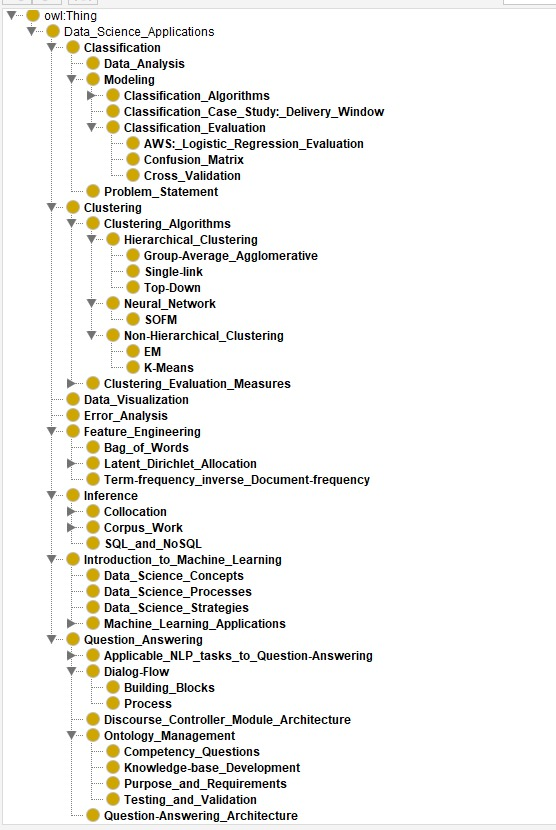 owl:Thing
Data_Science_Applications
Classification
Data_Analysis
Modeling
Classification_Algorithms
Classification_Case_Study:_Delivery_Window
Classification_Evaluation
AWS:_Logistic_Regression_Evaluation
Confusion_Matrix
Cross_Validation
Problem_Statement
Clustering
Clustering_Algorithms
Hierarchical_Clustering
Group-Average_Agglomerative
Single-link
Top-Down
Neural_Network
SOFM
Non-Hierarchical_Clustering
EM
K-Means
Clustering_Evaluation_Measures
Data_Visualization
Error_Analysis
Feature_Engineering
Bag_of_Words
Latent_Dirichlet_Allocation
Term-frequency_inverse_Document-frequency
Inference
Collocation
Corpus_Work
SQL_and_NoSQL
Introduction_to_Machine_Learning
Data_Science_Concepts
Data_Science_Processes
Data_Science_Strategies
Machine_Learning_Applications
Question_Answering
Applicable_NLP_tasks_to_Question-Answering
Dialog-Flow
Building_Blocks
Process
Discourse_Controller_Module_Architecture
Ontology_Management
Competency_Questions
Knowledge-base_Development
Purpose_and_Requirements
Testing_and_Validation
Question-Answering_Architecture